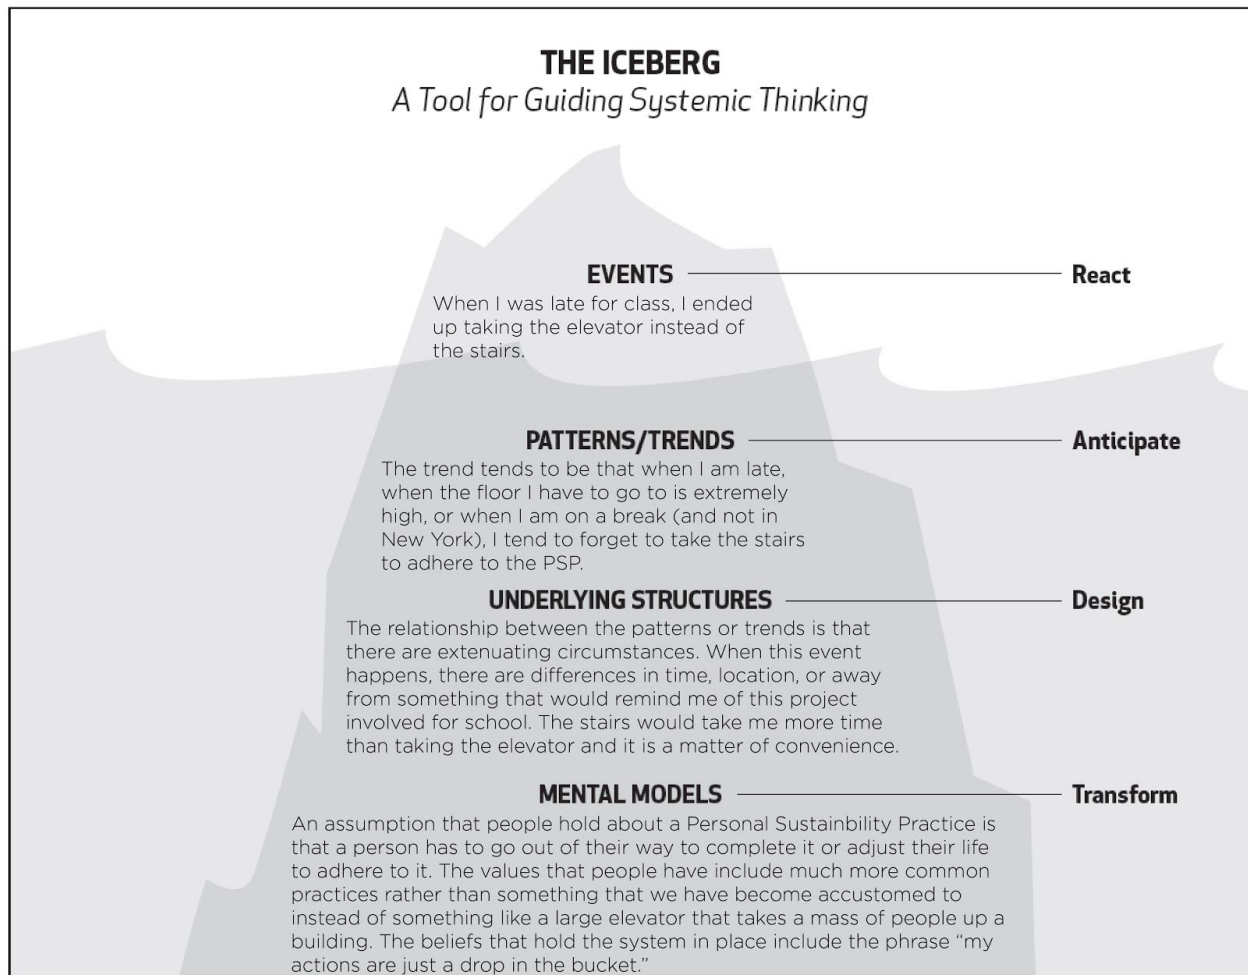 THE ICEBERG
A Tool for Guiding Systemic Thinking
EVENTS
React
When I was late for class, I ended
up taking the elevator instead of
the stairs.
PATTERNS/TRENDS
Anticipate
The trend tends to be that when I am late,
when the floor I have to go to is extremely
high, or when I am on a break (and not in
New York), I tend to forget to take the stairs
to adhere to the PSP.
UNDERLYING STRUCTURES
Design
The relationship between the patterns or trends is that
there are extenuating circumstances. When this event
happens, there are differences in time, location, or away
from something that would remind me of this project
involved for school. The stairs would take me more time
than taking the elevator and it is a matter of convenience.
MENTAL MODELS
Transform
An assumption that people hold about a Personal Sustainbility Practice is
that a person has to go out of their way to complete it or adjust their life
to adhere to it. The values that people have include much more common
practices rather than something that we have become accustomed to
instead of something like a large elevator that takes a mass of people up a
building. The beliefs that hold the system in place include the phrase “my
actions are just a drop in the bucket.”